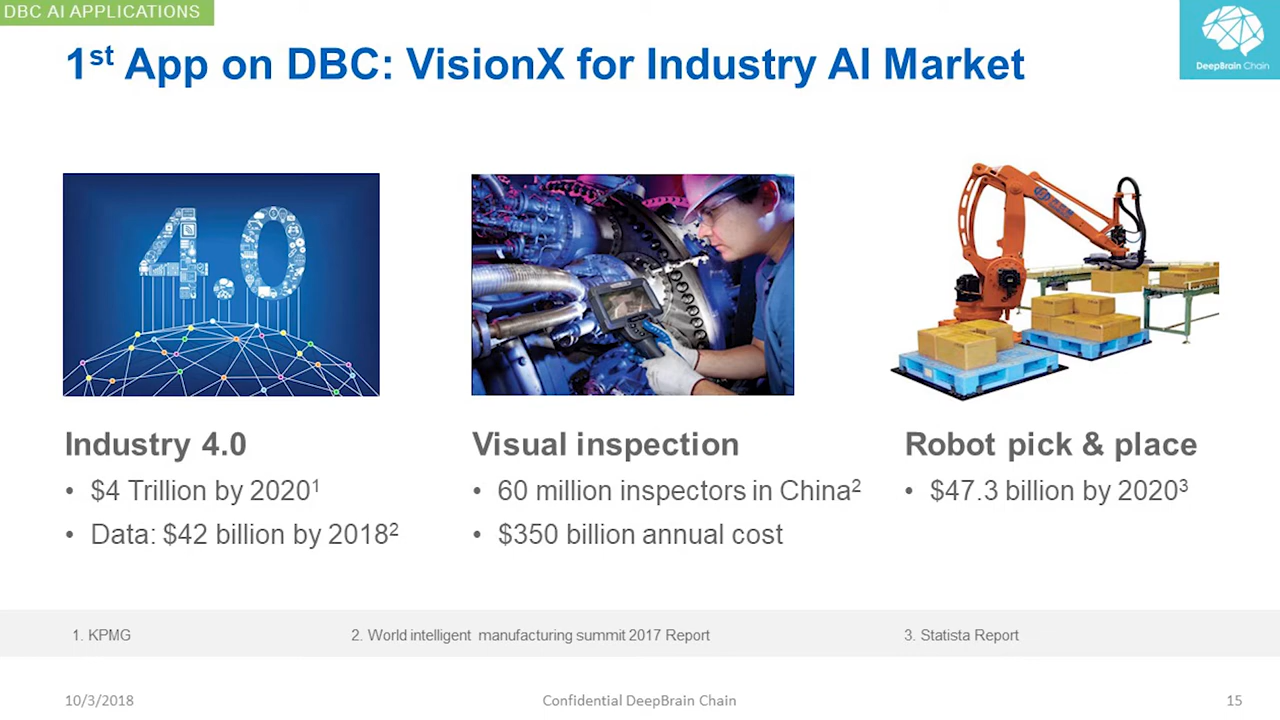 DBC AI APPLICATIONS
DeepBrain Chain
1st App on DBC: VisionX for Industry AI Market
4.0
Industry 4.0
• $4 Trillion by 2020¹
• Data: $42 billion by 2018²
Visual inspection
• 60 million inspectors in China²
• $350 billion annual cost
Robot pick & place
• $47.3 billion by 2020³
1. KPMG
2. World intelligent manufacturing summit 2017 Report
3. Statista Report
10/3/2018
Confidential DeepBrain Chain
15